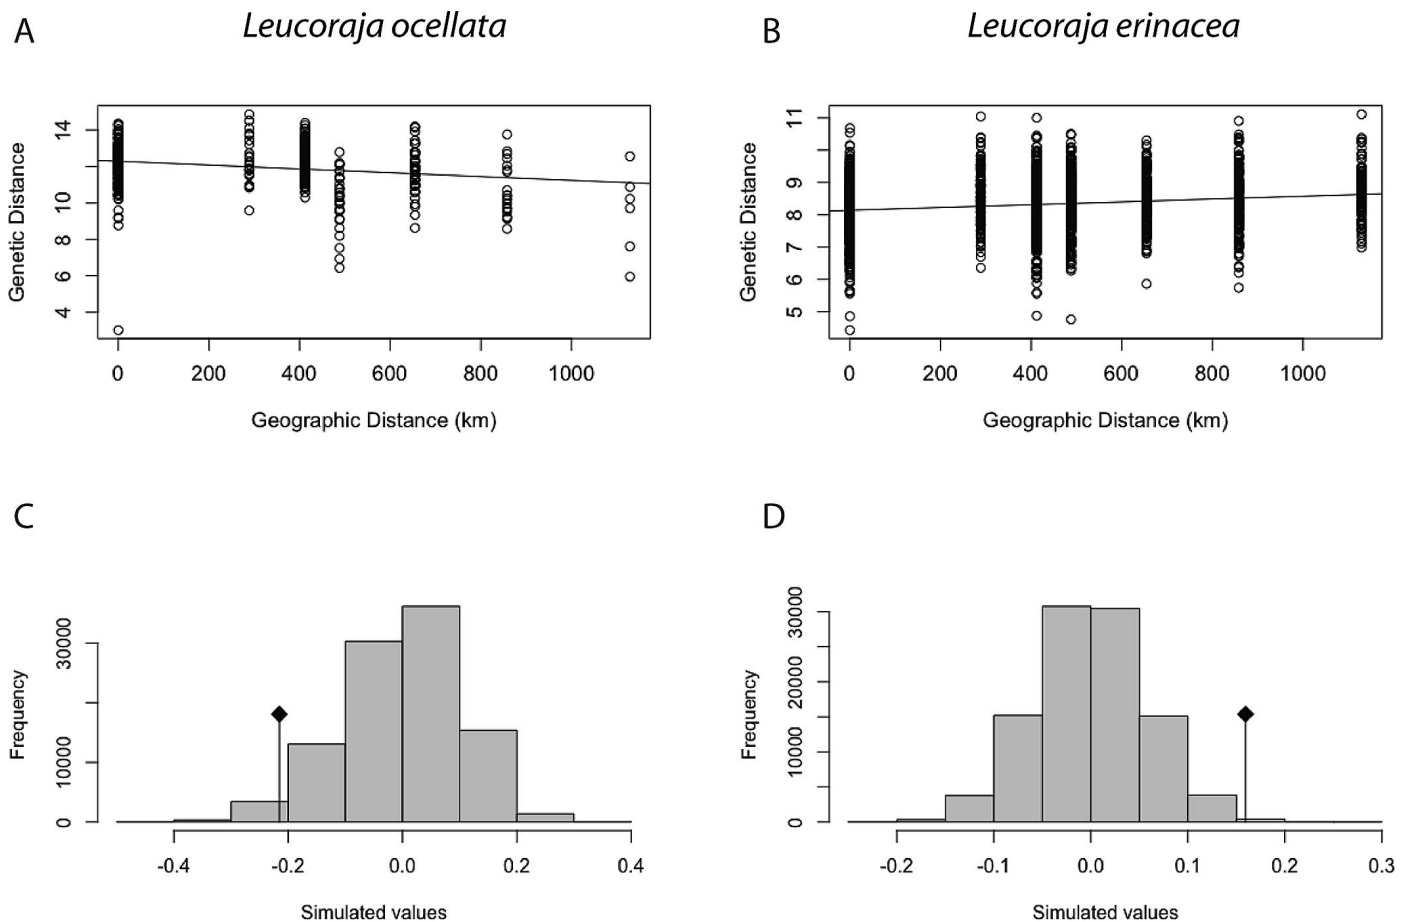 A
Leucoraja ocellata
B
Leucoraja erinacea
Genetic Distance
14
10
8
6
4
0 200 400 600 800 1000
Geographic Distance (km)
Genetic Distance
11
9
8
7
6
5
0 200 400 600 800 1000
Geographic Distance (km)
C
D
Frequency
30000
10000
0
-0.4 -0.2 0.0 0.2 0.4
Simulated values
Frequency
30000
20000
10000
0
-0.2 -0.1 0.0 0.1 0.2 0.3
Simulated values